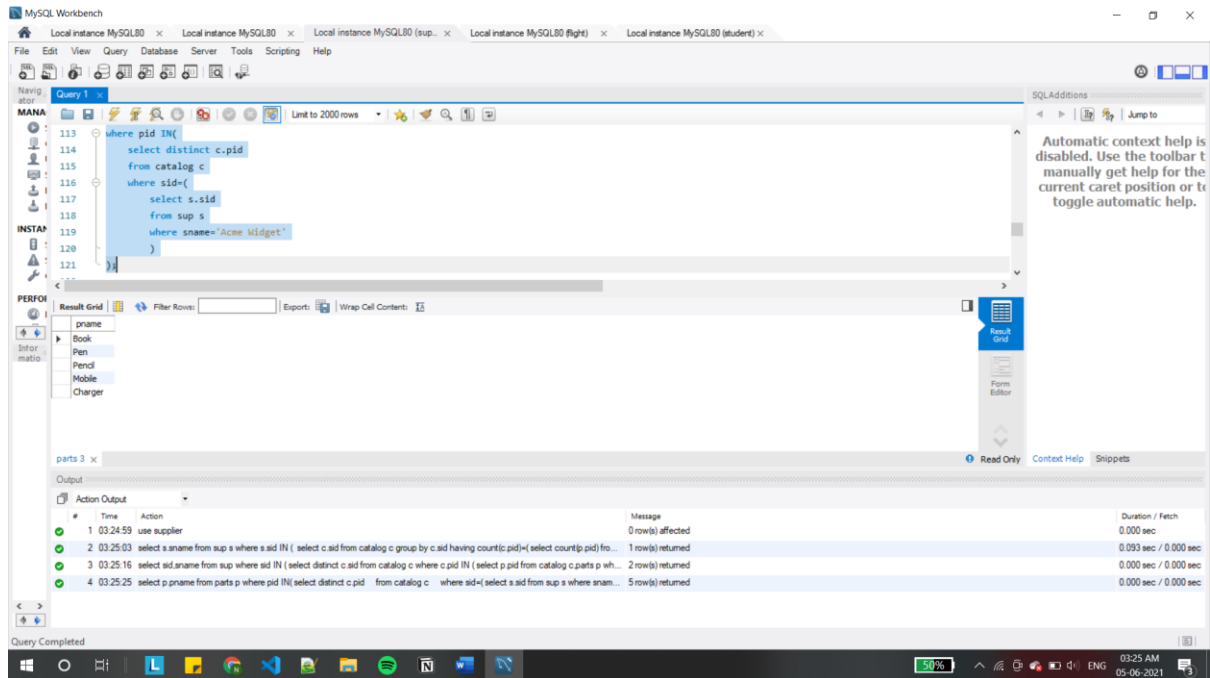 MySQL Workbench
Local instance MySQL80 × Local instance MySQL80 × Local instance MySQL80 (sup... × Local instance MySQL80 (flight) × Local instance MySQL80 (student) ×
File Edit View Query Database Server Tools Scripting Help
Navig
ator
Query 1 ×
SQLAdditions
MANA
Limit to 2000 rows
Jump to
113 where pid IN(
114 select distinct c.pid
115 from catalog c
116 where sid=(
117 select s.sid
118 from sup s
119 where sname='Acme Widget'
120 )
121 );
Automatic context help is
disabled. Use the toolbar t
manually get help for the
current caret position or to
toggle automatic help.
INSTAN
PERFOR
Infor
matio
Result Grid Filter Rows: Export: Wrap Cell Content:
pname
Book
Pen
Pencil
Mobile
Charger
Result
Grid
Form
Editor
parts 3 ×
Read Only
Context Help Snippets
Output
Action Output
# Time Action Message Duration / Fetch
1 03:24:59 use supplier 0 row(s) affected 0.000 sec
2 03:25:03 select s.sname from sup s where s.sid IN ( select c.sid from catalog c group by c.sid having count(c.pid)=( select count(p.pid) fro... 1 row(s) returned 0.093 sec / 0.000 sec
3 03:25:16 select sid,sname from sup where sid IN ( select distinct c.sid from catalog c where c.pid IN ( select p.pid from catalog c,parts p wh... 2 row(s) returned 0.000 sec / 0.000 sec
4 03:25:25 select p.pname from parts p where pid IN( select distinct c.pid from catalog c where sid=( select s.sid from sup s where snam... 5 row(s) returned 0.000 sec / 0.000 sec
Query Completed
50% ENG 03:25 AM
05-06-2021
3